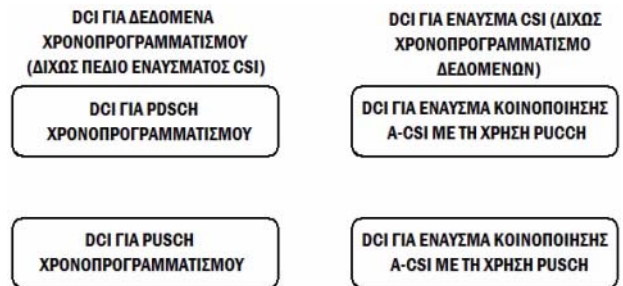 DCI ΓΙΑ ΔΕΔΟΜΕΝΑ
ΧΡΟΝΟΠΡΟΓΡΑΜΜΑΤΙΣΜΟΥ
(ΔΙΧΩΣ ΠΕΔΙΟ ΕΝΑΥΣΜΑΤΟΣ CSI)
DCI ΓΙΑ PDSCH
ΧΡΟΝΟΠΡΟΓΡΑΜΜΑΤΙΣΜΟΥ
DCI ΓΙΑ PUSCH
ΧΡΟΝΟΠΡΟΓΡΑΜΜΑΤΙΣΜΟΥ
DCI ΓΙΑ ΕΝΑΥΣΜΑ CSI (ΔΙΧΩΣ
ΧΡΟΝΟΠΡΟΓΡΑΜΜΑΤΙΣΜΟ
ΔΕΔΟΜΕΝΩΝ)
DCI ΓΙΑ ΕΝΑΥΣΜΑ ΚΟΙΝΟΠΟΙΗΣΗΣ
A-CSI ΜΕ ΤΗ ΧΡΗΣΗ PUCCH
DCI ΓΙΑ ΕΝΑΥΣΜΑ ΚΟΙΝΟΠΟΙΗΣΗΣ
A-CSI ΜΕ ΤΗ ΧΡΗΣΗ PUSCH